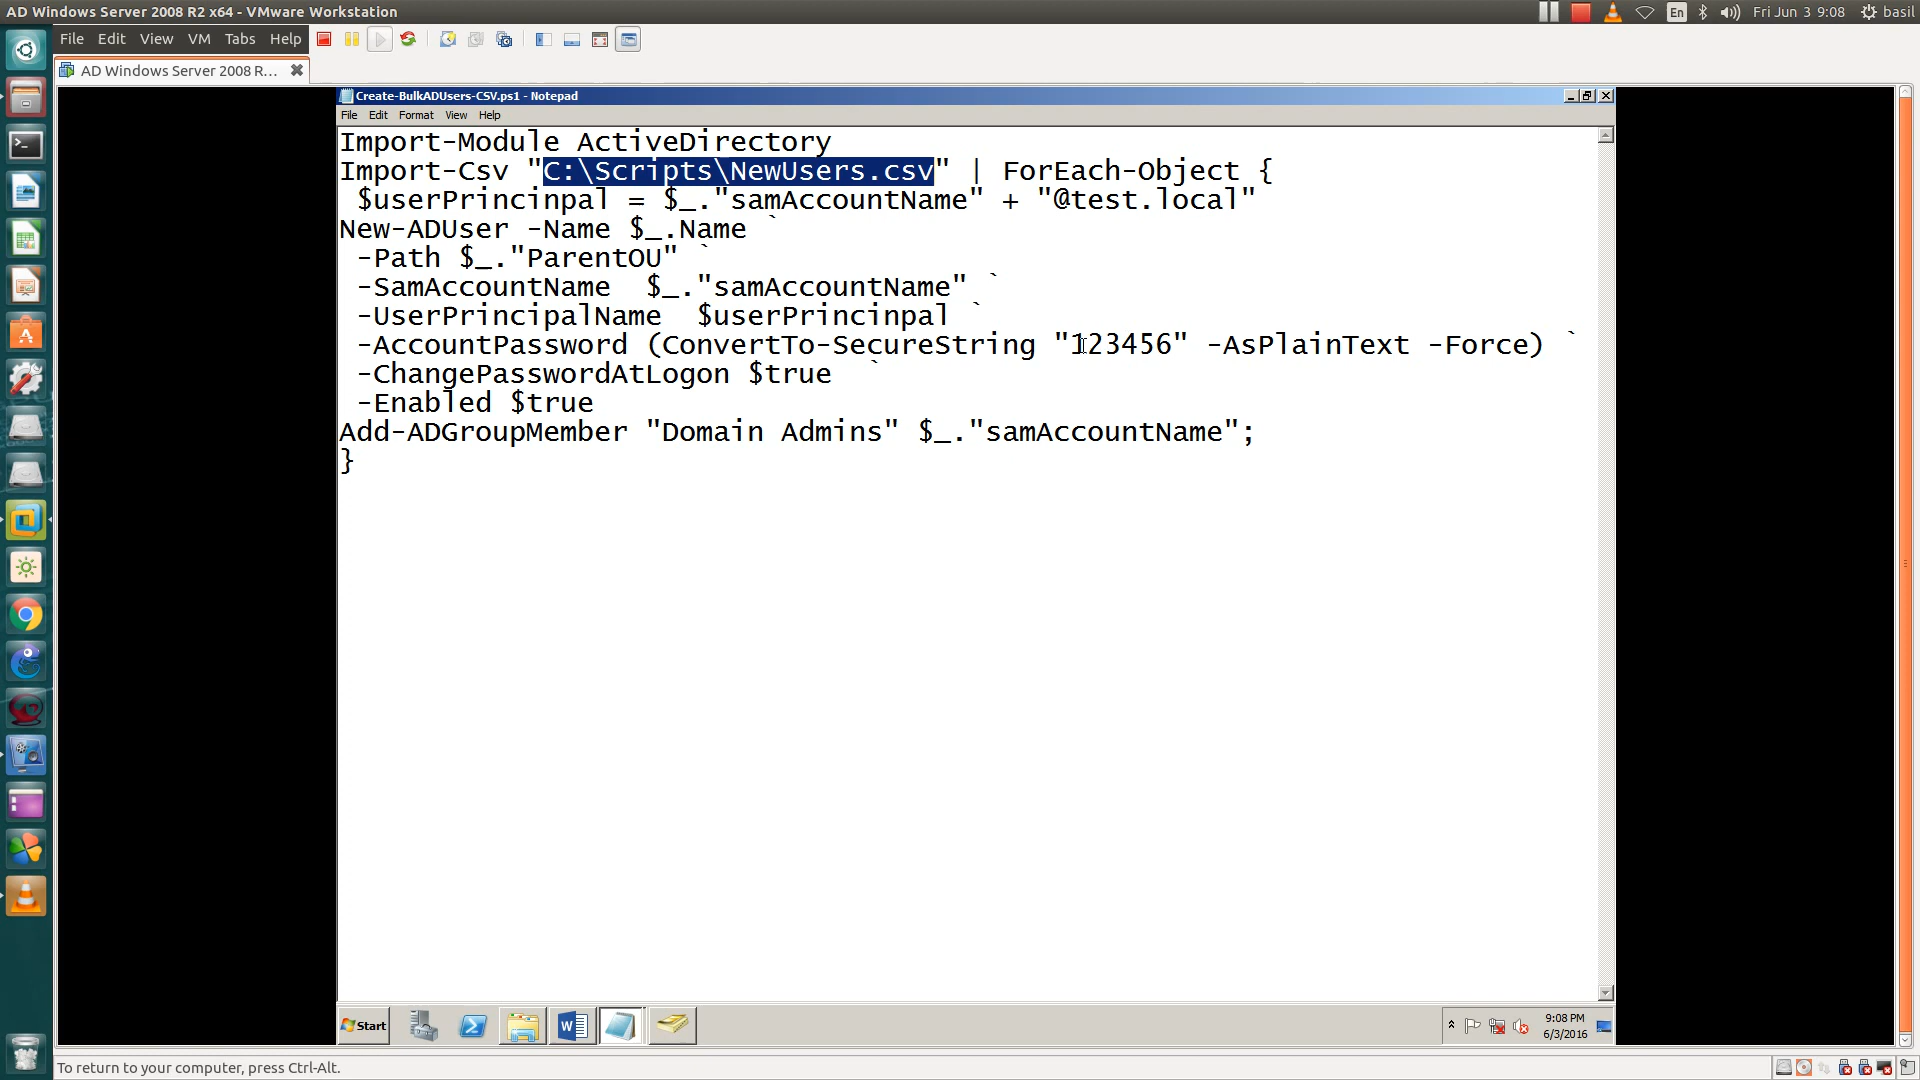 AD Windows Server 2008 R2 x64 - VMware Workstation
En
Fri Jun 3 9:08
basil
File Edit View VM Tabs Help
AD Windows Server 2008 R...
Create-BulkADUsers-CSV.ps1 - Notepad
File Edit Format View Help
Import-Module ActiveDirectory
Import-Csv "C:\Scripts\NewUsers.csv" | ForEach-Object {
$userPrincinpal = $_."samAccountName" + "@test.local"
New-ADUser -Name $_.Name `
-Path $_."ParentOU" `
-SamAccountName  $_."samAccountName" `
-UserPrincipalName  $userPrincinpal `
-AccountPassword (ConvertTo-SecureString "123456" -AsPlainText -Force) `
-ChangePasswordAtLogon $true  `
-Enabled $true
Add-ADGroupMember "Domain Admins" $_."samAccountName";
}
Start
9:08 PM
6/3/2016
To return to your computer, press Ctrl-Alt.